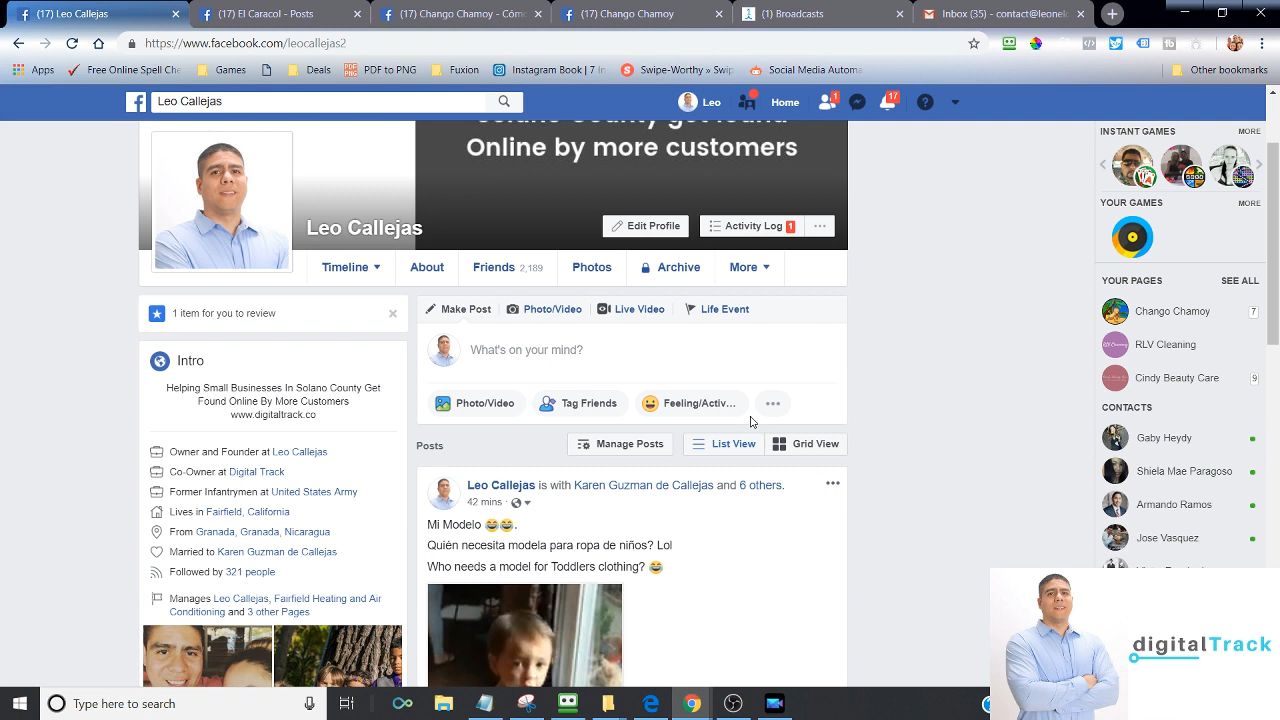 (17) Leo Callejas
(17) El Caracol - Posts
(17) Chango Chamoy - Cómo
(17) Chango Chamoy
(1) Broadcasts
Inbox (35) - contact@leonel
https://www.facebook.com/leocallejas2
Apps
Free Online Spell Che
Games
Deals
PDF to PNG
Fuxion
Instagram Book | 7 In
Swipe-Worthy » Swip
Social Media Automa
Other bookmarks
Leo Callejas
Leo
Home
1
17
Online by more customers
Leo Callejas
Edit Profile
Activity Log 1
Timeline
About
Friends 2,189
Photos
Archive
More
1 item for you to review
Make Post
Photo/Video
Live Video
Life Event
What's on your mind?
Photo/Video
Tag Friends
Feeling/Activ...
Posts
Manage Posts
List View
Grid View
Intro
Helping Small Businesses In Solano County Get
Found Online By More Customers
www.digitaltrack.co
Owner and Founder at Leo Callejas
Co-Owner at Digital Track
Former Infantrymen at United States Army
Lives in Fairfield, California
From Granada, Granada, Nicaragua
Married to Karen Guzman de Callejas
Followed by 321 people
Manages Leo Callejas, Fairfield Heating and Air
Conditioning and 3 other Pages
Leo Callejas is with Karen Guzman de Callejas and 6 others.
42 mins
Mi Modelo 😂😂.
Quién necesita modela para ropa de niños? Lol
Who needs a model for Toddlers clothing? 😂
INSTANT GAMES
MORE
YOUR GAMES
MORE
YOUR PAGES
SEE ALL
Chango Chamoy
7
RLV Cleaning
Cindy Beauty Care
9
CONTACTS
Gaby Heydy
Shiela Mae Paragoso
Armando Ramos
Jose Vasquez
digitalTrack
Type here to search